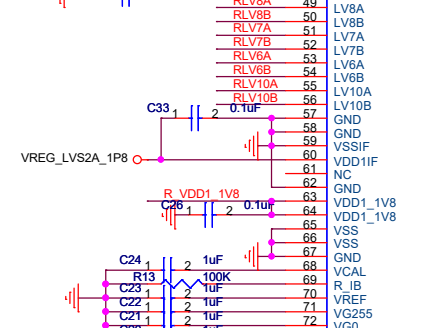 RLV8A 49 LV8A
RLV8B 50 LV8B
RLV7A 51 LV7A
RLV7B 52 LV7B
RLV6A 53 LV6A
RLV6B 54 LV6B
RLV10A 55 LV10A
RLV10B 56 LV10B
C33 1 2 0.1uF 57 GND
58 GND
59 VSSIF
VREG_LVS2A_1P8 60 VDD1IF
61 NC
62 GND
R_VDD1_1V8 63 VDD1_1V8
C26 1 2 0.1uF 64 VDD1_1V8
65 VSS
66 VSS
67 GND
C24 1 2 1uF 68 VCAL
R13 100K 69 R_IB
C23 1 2 1uF 70 VREF
C22 1 2 1uF 71 VG255
C21 1 2 1uF 72 VG0